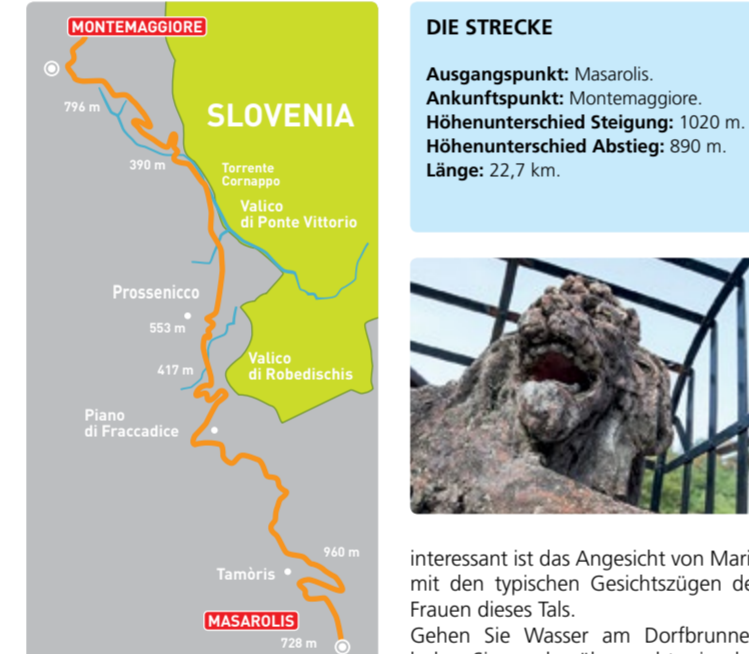 MONTEMAGGIORE
796 m
SLOVENIA
390 m
Torrente
Cornappo
Valico
di Ponte Vittorio
Prossenicco
553 m
417 m
Valico
di Robedischis
Piano
di Fraccadice
960 m
Tamòris
MASAROLIS
728 m
DIE STRECKE
Ausgangspunkt: Masarolis.
Ankunftspunkt: Montemaggiore.
Höhenunterschied Steigung: 1020 m.
Höhenunterschied Abstieg: 890 m.
Länge: 22,7 km.
interessant ist das Angesicht von Mari
mit den typischen Gesichtszügen de
Frauen dieses Tals.
Gehen Sie Wasser am Dorfbrunne